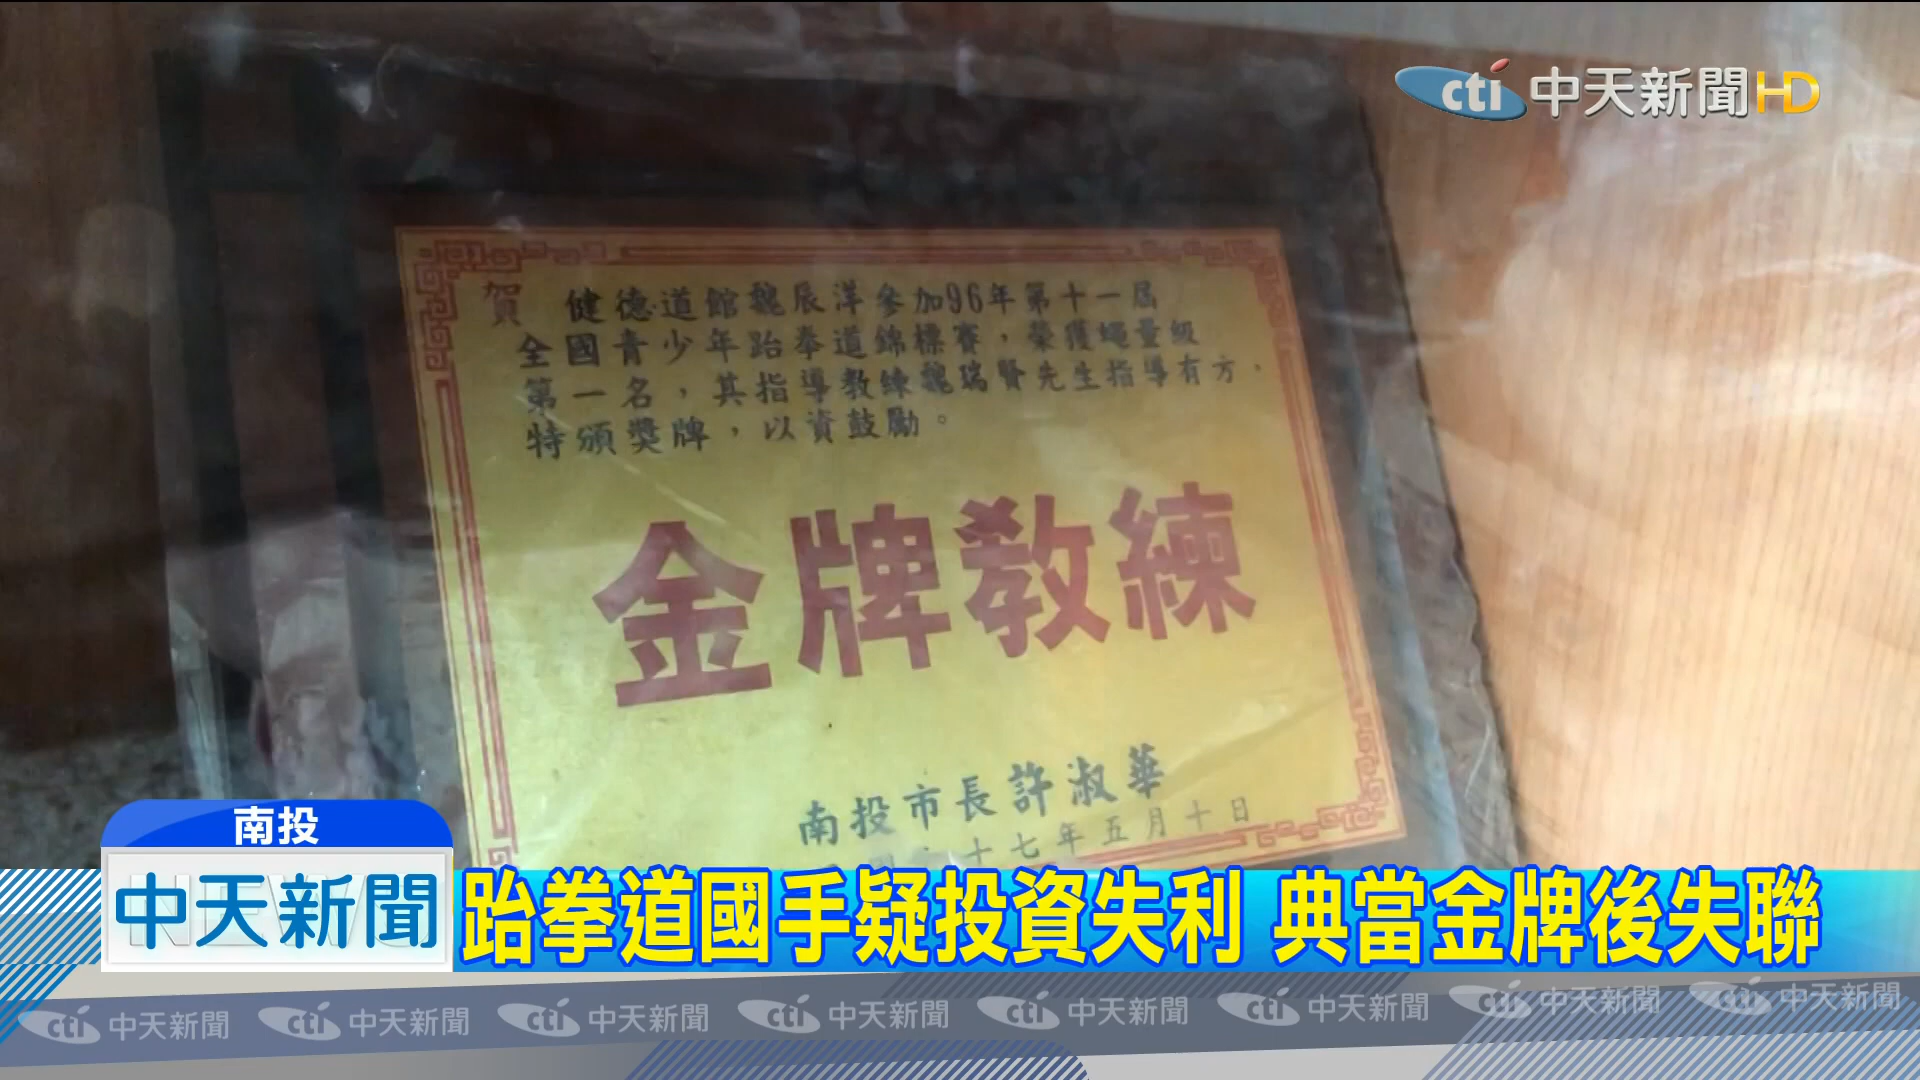 cti 中天新聞HD
賀 健德道館魏辰洋參加96年第十一屆
全國青少年跆拳道錦標賽，榮獲蠅量級
第一名，其指導教練魏瑞賢先生指導有方，
特頒獎牌，以資鼓勵。
金牌教練
南投市長許淑華
十七年五月十日
南投
中天新聞
跆拳道國手疑投資失利 典當金牌後失聯
cti 中天新聞 cti 中天新聞 cti 中天新聞 cti 中天新聞 cti 中天新聞 cti 中天新聞 cti 中天新聞 cti 中天新聞